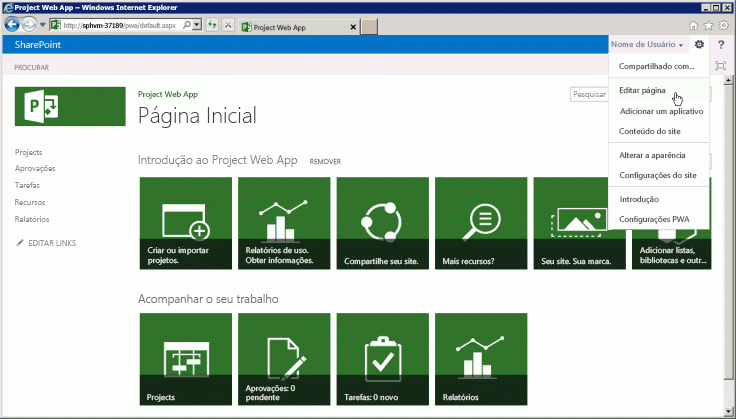 Project Web App -- Windows Internet Explorer
http://sphvm-37189/pwa/default.aspx
Project Web App
SharePoint
Nome de Usuário
?
PROCURAR
Compartilhado com...
Editar página
Adicionar um aplicativo
Conteúdo do site
Alterar a aparência
Configurações do site
Introdução
Configurações PWA
P
Project Web App
Página Inicial
Pesquisar
Projects
Aprovações
Tarefas
Recursos
Relatórios
EDITAR LINKS
Introdução ao Project Web App
REMOVER
Criar ou importar
projetos.
Relatórios de uso.
Obter informações.
Compartilhe seu site.
Mais recursos?
Seu site. Sua marca.
Adicionar listas,
bibliotecas e outr...
Acompanhar o seu trabalho
Projects
Aprovações: 0
pendente
Tarefas: 0 novo
Relatórios